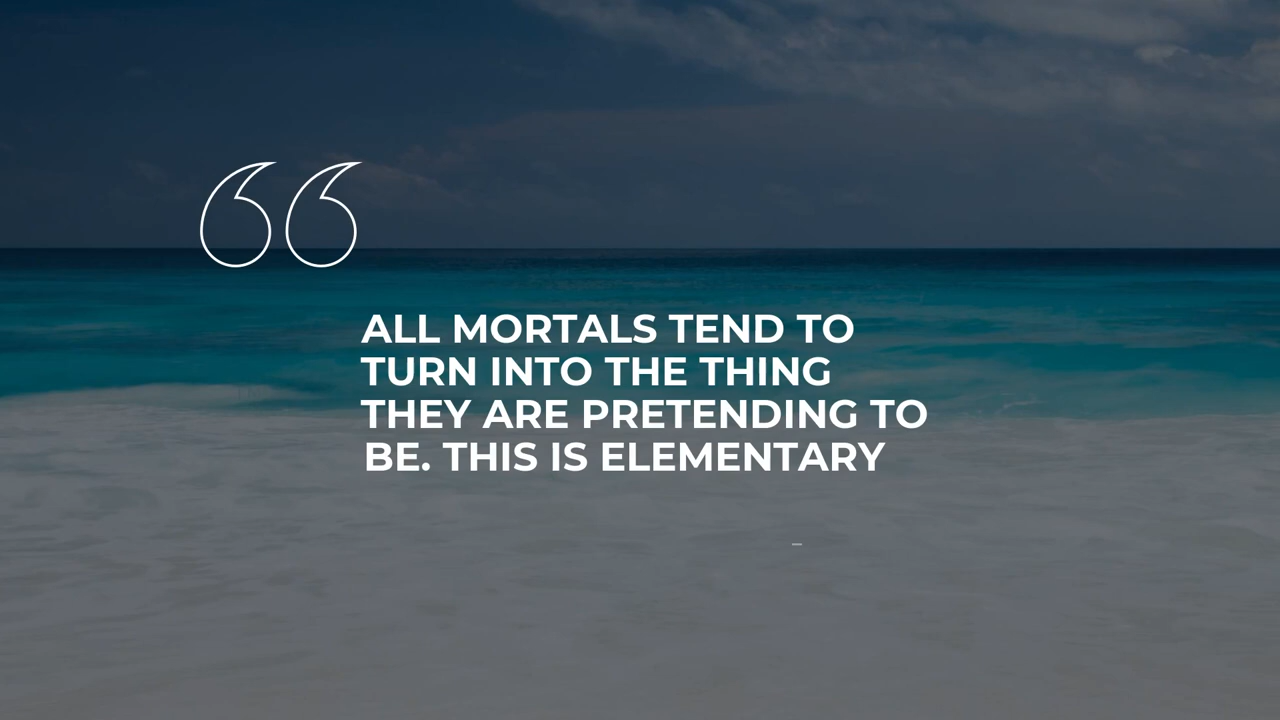 “
ALL MORTALS TEND TO
TURN INTO THE THING
THEY ARE PRETENDING TO
BE. THIS IS ELEMENTARY
–